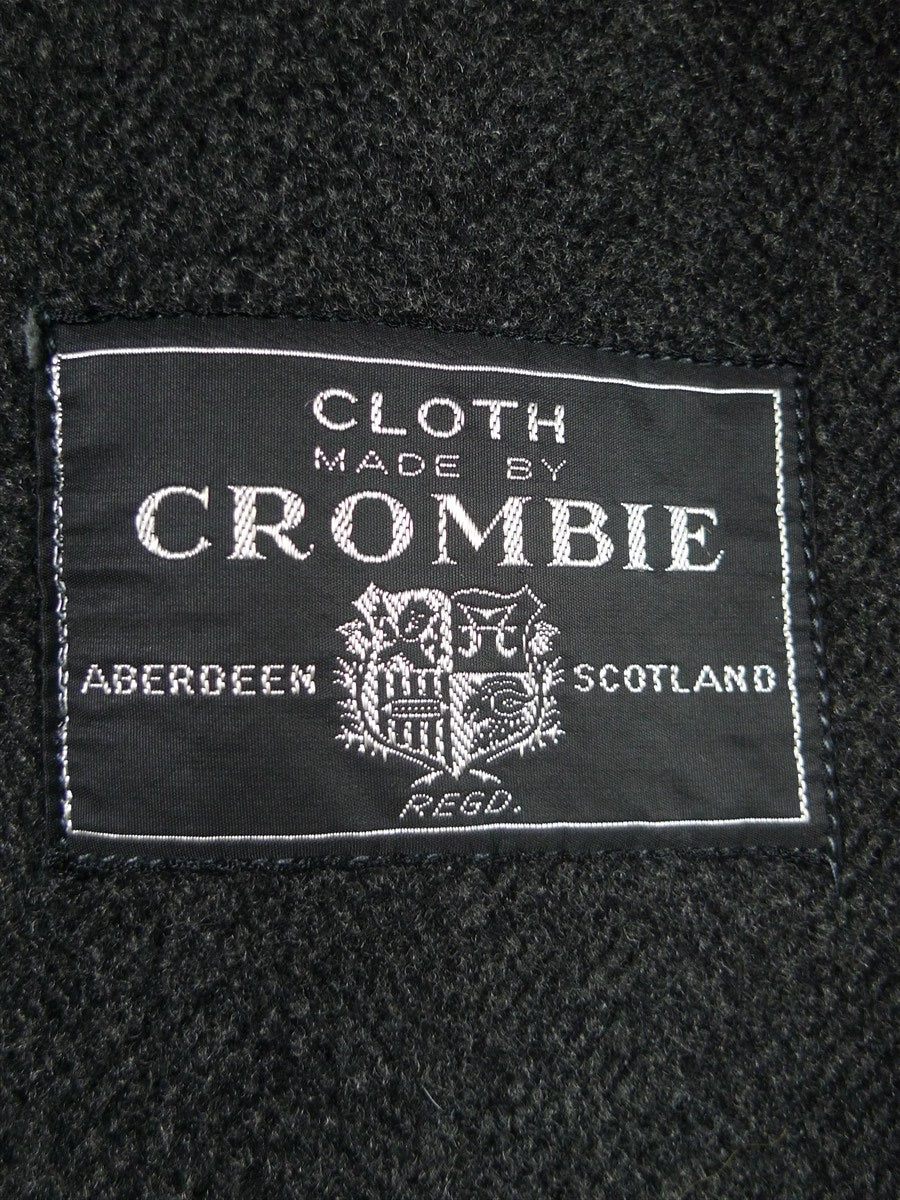 CLOTH
MADE BY
CROMBIE
ABERDEEN SCOTLAND
REGD.